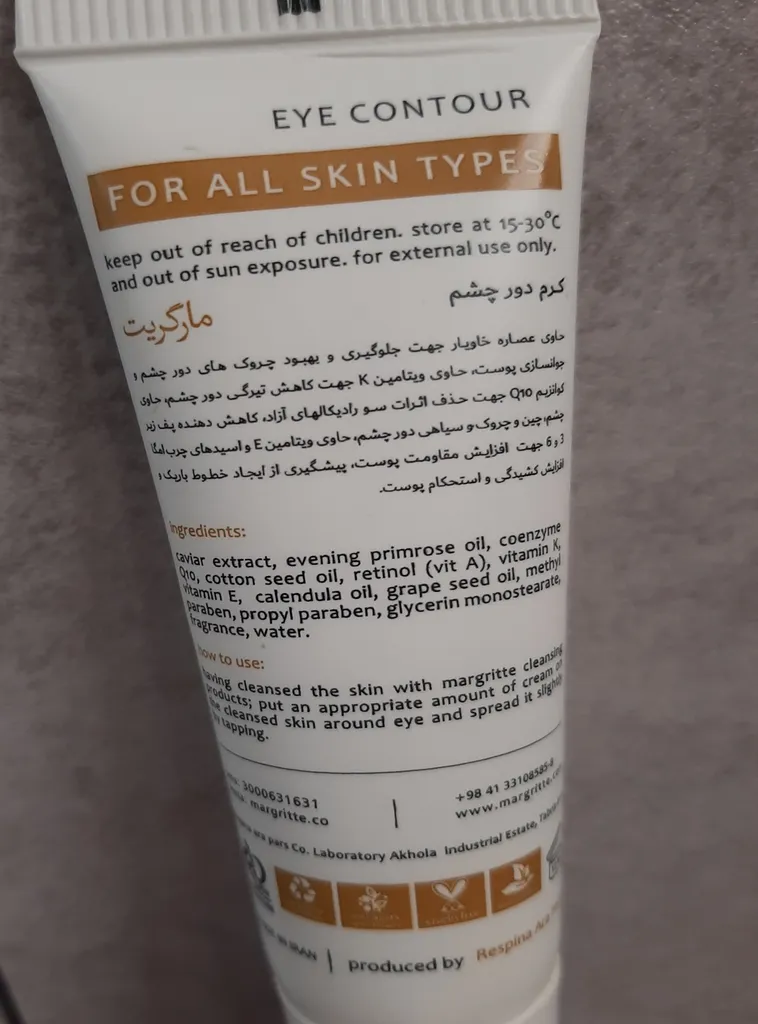 EYE CONTOUR
FOR ALL SKIN TYPES
keep out of reach of children. store at 15-30°C
and out of sun exposure. for external use only.
کرم دور چشم
مارگریت
حاوی عصاره خاویار جهت جلوگیری و بهبود چروک های دور چشم و
جوانسازی پوست، حاوی ویتامین K جهت کاهش تیرگی دور چشم، حاوی
کوانزیم Q10 جهت حذف اثرات سو رادیکالهای آزاد، کاهش دهنده پف زیر
چشم، چین و چروک و سیاهی دور چشم، حاوی ویتامین E و اسیدهای چرب امگا
3 و 6 جهت افزایش مقاومت پوست، پیشگیری از ایجاد خطوط باریک و
افزایش کشیدگی و استحکام پوست.
ingredients:
caviar extract, evening primrose oil, coenzyme
Q10, cotton seed oil, retinol (vit A), vitamin K,
vitamin E, calendula oil, grape seed oil, methyl
paraben, propyl paraben, glycerin monostearate,
fragrance, water.
how to use:
having cleansed the skin with margritte cleansing
products; put an appropriate amount of cream on
the cleansed skin around eye and spread it slightly
by tapping.
3000631631
margritte.co
+98 41 33108585-8
www.margritte.co
ara pars Co. Laboratory Akhola Industrial Estate,
IN IRAN
produced by Respina Ara